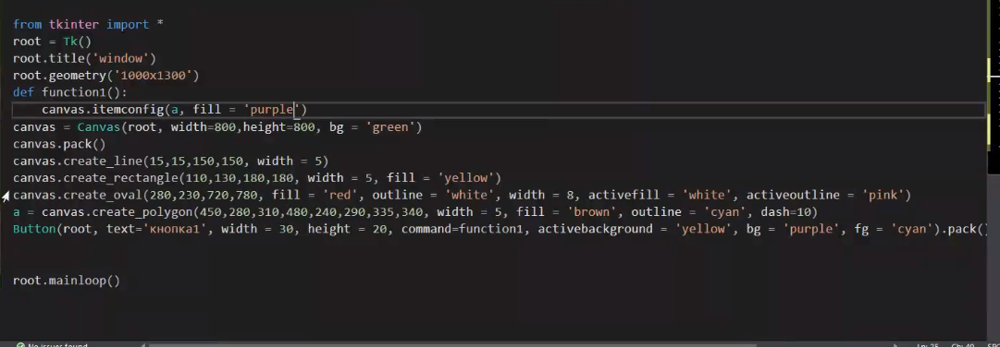 from tkinter import *
root = Tk()
root.title('window')
root.geometry('1000x1300')
def function1():
    canvas.itemconfig(a, fill = 'purple')
canvas = Canvas(root, width=800,height=800, bg = 'green')
canvas.pack()
canvas.create_line(15,15,150,150, width = 5)
canvas.create_rectangle(110,130,180,180, width = 5, fill = 'yellow')
canvas.create_oval(280,230,720,780, fill = 'red', outline = 'white', width = 8, activefill = 'white', activeoutline = 'pink')
a = canvas.create_polygon(450,280,310,480,240,290,335,340, width = 5, fill = 'brown', outline = 'cyan', dash=10)
Button(root, text='кнопка1', width = 30, height = 20, command=function1, activebackground = 'yellow', bg = 'purple', fg = 'cyan').pack()
root.mainloop()
No issues found